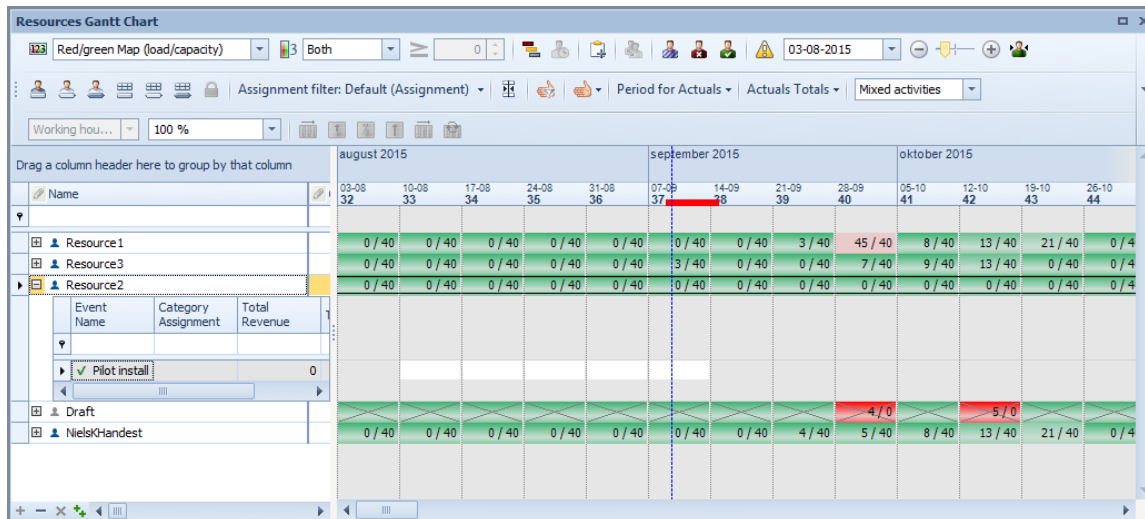 Resources Gantt Chart
123 Red/green Map (load/capacity) 3 Both 0 03-08-2015
Assignment filter: Default (Assignment) Period for Actuals Actuals Totals Mixed activities
Working hou... 100 %
Drag a column header here to group by that column august 2015 september 2015 oktober 2015
Name 03-08 10-08 17-08 24-08 31-08 07-09 14-09 21-09 28-09 05-10 12-10 19-10 26-10
32 33 34 35 36 37 38 39 40 41 42 43 44
Resource1 0 / 40 0 / 40 0 / 40 0 / 40 0 / 40 0 / 40 0 / 40 3 / 40 45 / 40 8 / 40 13 / 40 21 / 40 0 / 4
Resource3 0 / 40 0 / 40 0 / 40 0 / 40 0 / 40 3 / 40 0 / 40 0 / 40 7 / 40 9 / 40 13 / 40 0 / 40 0 / 4
Resource2 0 / 40 0 / 40 0 / 40 0 / 40 0 / 40 0 / 40 0 / 40 0 / 40 0 / 40 0 / 40 0 / 40 0 / 40 0 / 4
Event Category Total
Name Assignment Revenue
Pilot install 0
Draft 4 / 0 5 / 0
NielsKHandest 0 / 40 0 / 40 0 / 40 0 / 40 0 / 40 0 / 40 0 / 40 4 / 40 5 / 40 8 / 40 13 / 40 21 / 40 0 / 4